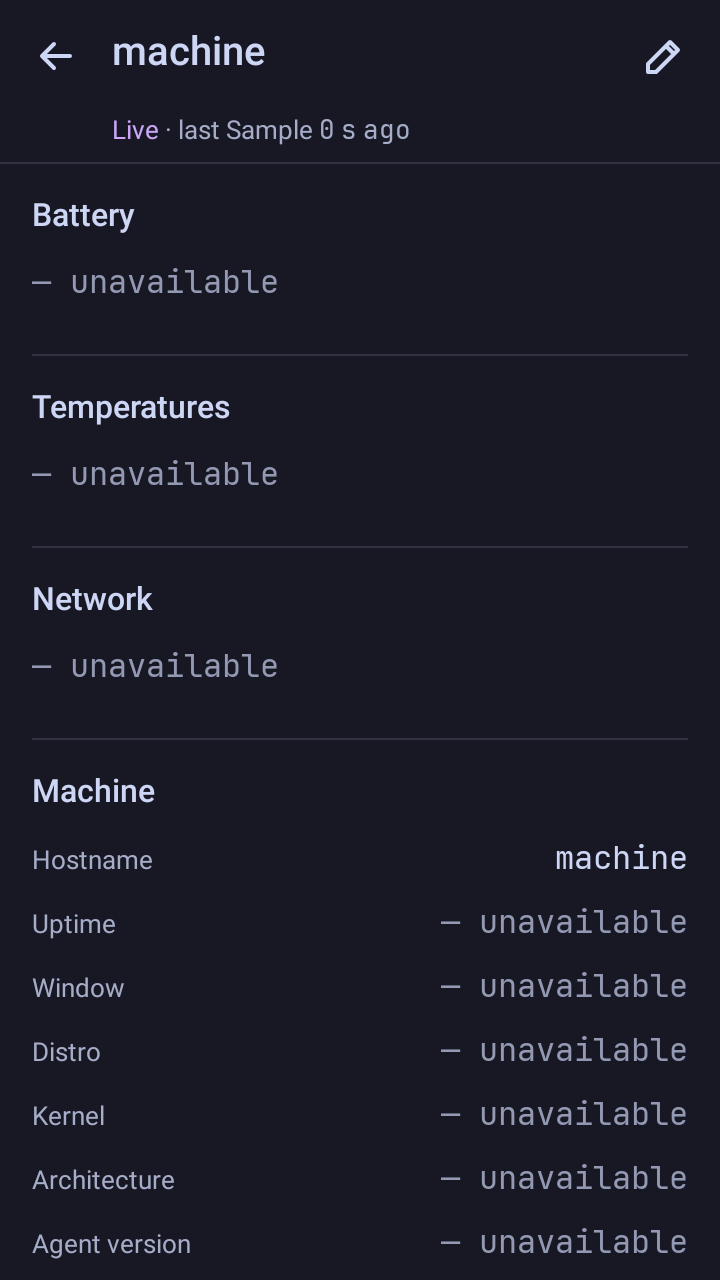 machine
Live · last Sample 0 s ago
Battery
— unavailable
Temperatures
— unavailable
Network
— unavailable
Machine
Hostname machine
Uptime — unavailable
Window — unavailable
Distro — unavailable
Kernel — unavailable
Architecture — unavailable
Agent version — unavailable